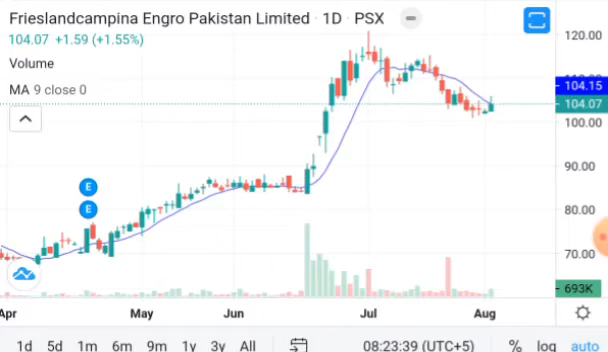 Frieslandcampina Engro Pakistan Limited · 1D · PSX
104.07 +1.59 (+1.55%)
Volume
MA 9 close 0
120.00
104.15
104.07
100.00
90.00
80.00
70.00
693K
E
E
Apr May Jun Jul Aug
1d 5d 1m 6m 9m 1y 3y All 08:23:39 (UTC+5) % log auto